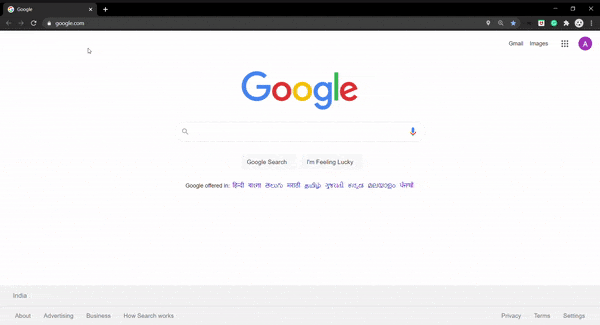 Google
google.com
A
Gmail Images
Google
Google Search I'm Feeling Lucky
Google offered in: हिन्दी বাংলা తెలుగు मराठी தமிழ் ગુજરાતી ಕನ್ನಡ മലയാളം ਪੰਜਾਬੀ
India
About Advertising Business How Search works Privacy Terms Settings